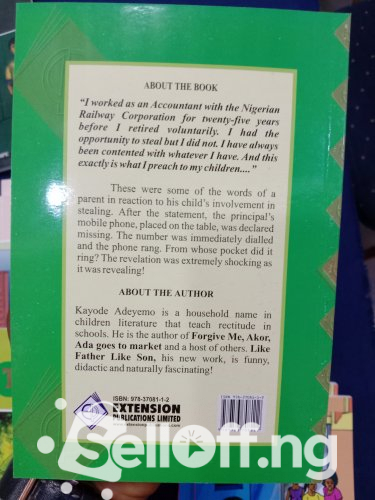 ABOUT THE BOOK
"I worked as an Accountant with the Nigerian
Railway Corporation for twenty-five years
before I retired voluntarily. I had the
opportunity to steal but I did not. I have always
been contented with whatever I have. And this
exactly is what I preach to my children...."
These were some of the words of a
parent in reaction to his child's involvement in
stealing. After the statement, the principal's
mobile phone, placed on the table, was declared
missing. The number was immediately dialled
and the phone rang. From whose pocket did it
ring? The revelation was extremely shocking as
it was revealing!
ABOUT THE AUTHOR
Kayode Adeyemo is a household name in
children literature that teach rectitude in
schools. He is the author of Forgive Me, Akor,
Ada goes to market and a host of others. Like
Father Like Son, his new work, is funny,
didactic and naturally fascinating!
ISBN: 978-37081-1-2
EXTENSION
PUBLICATIONS LIMITED
SellOff.ng